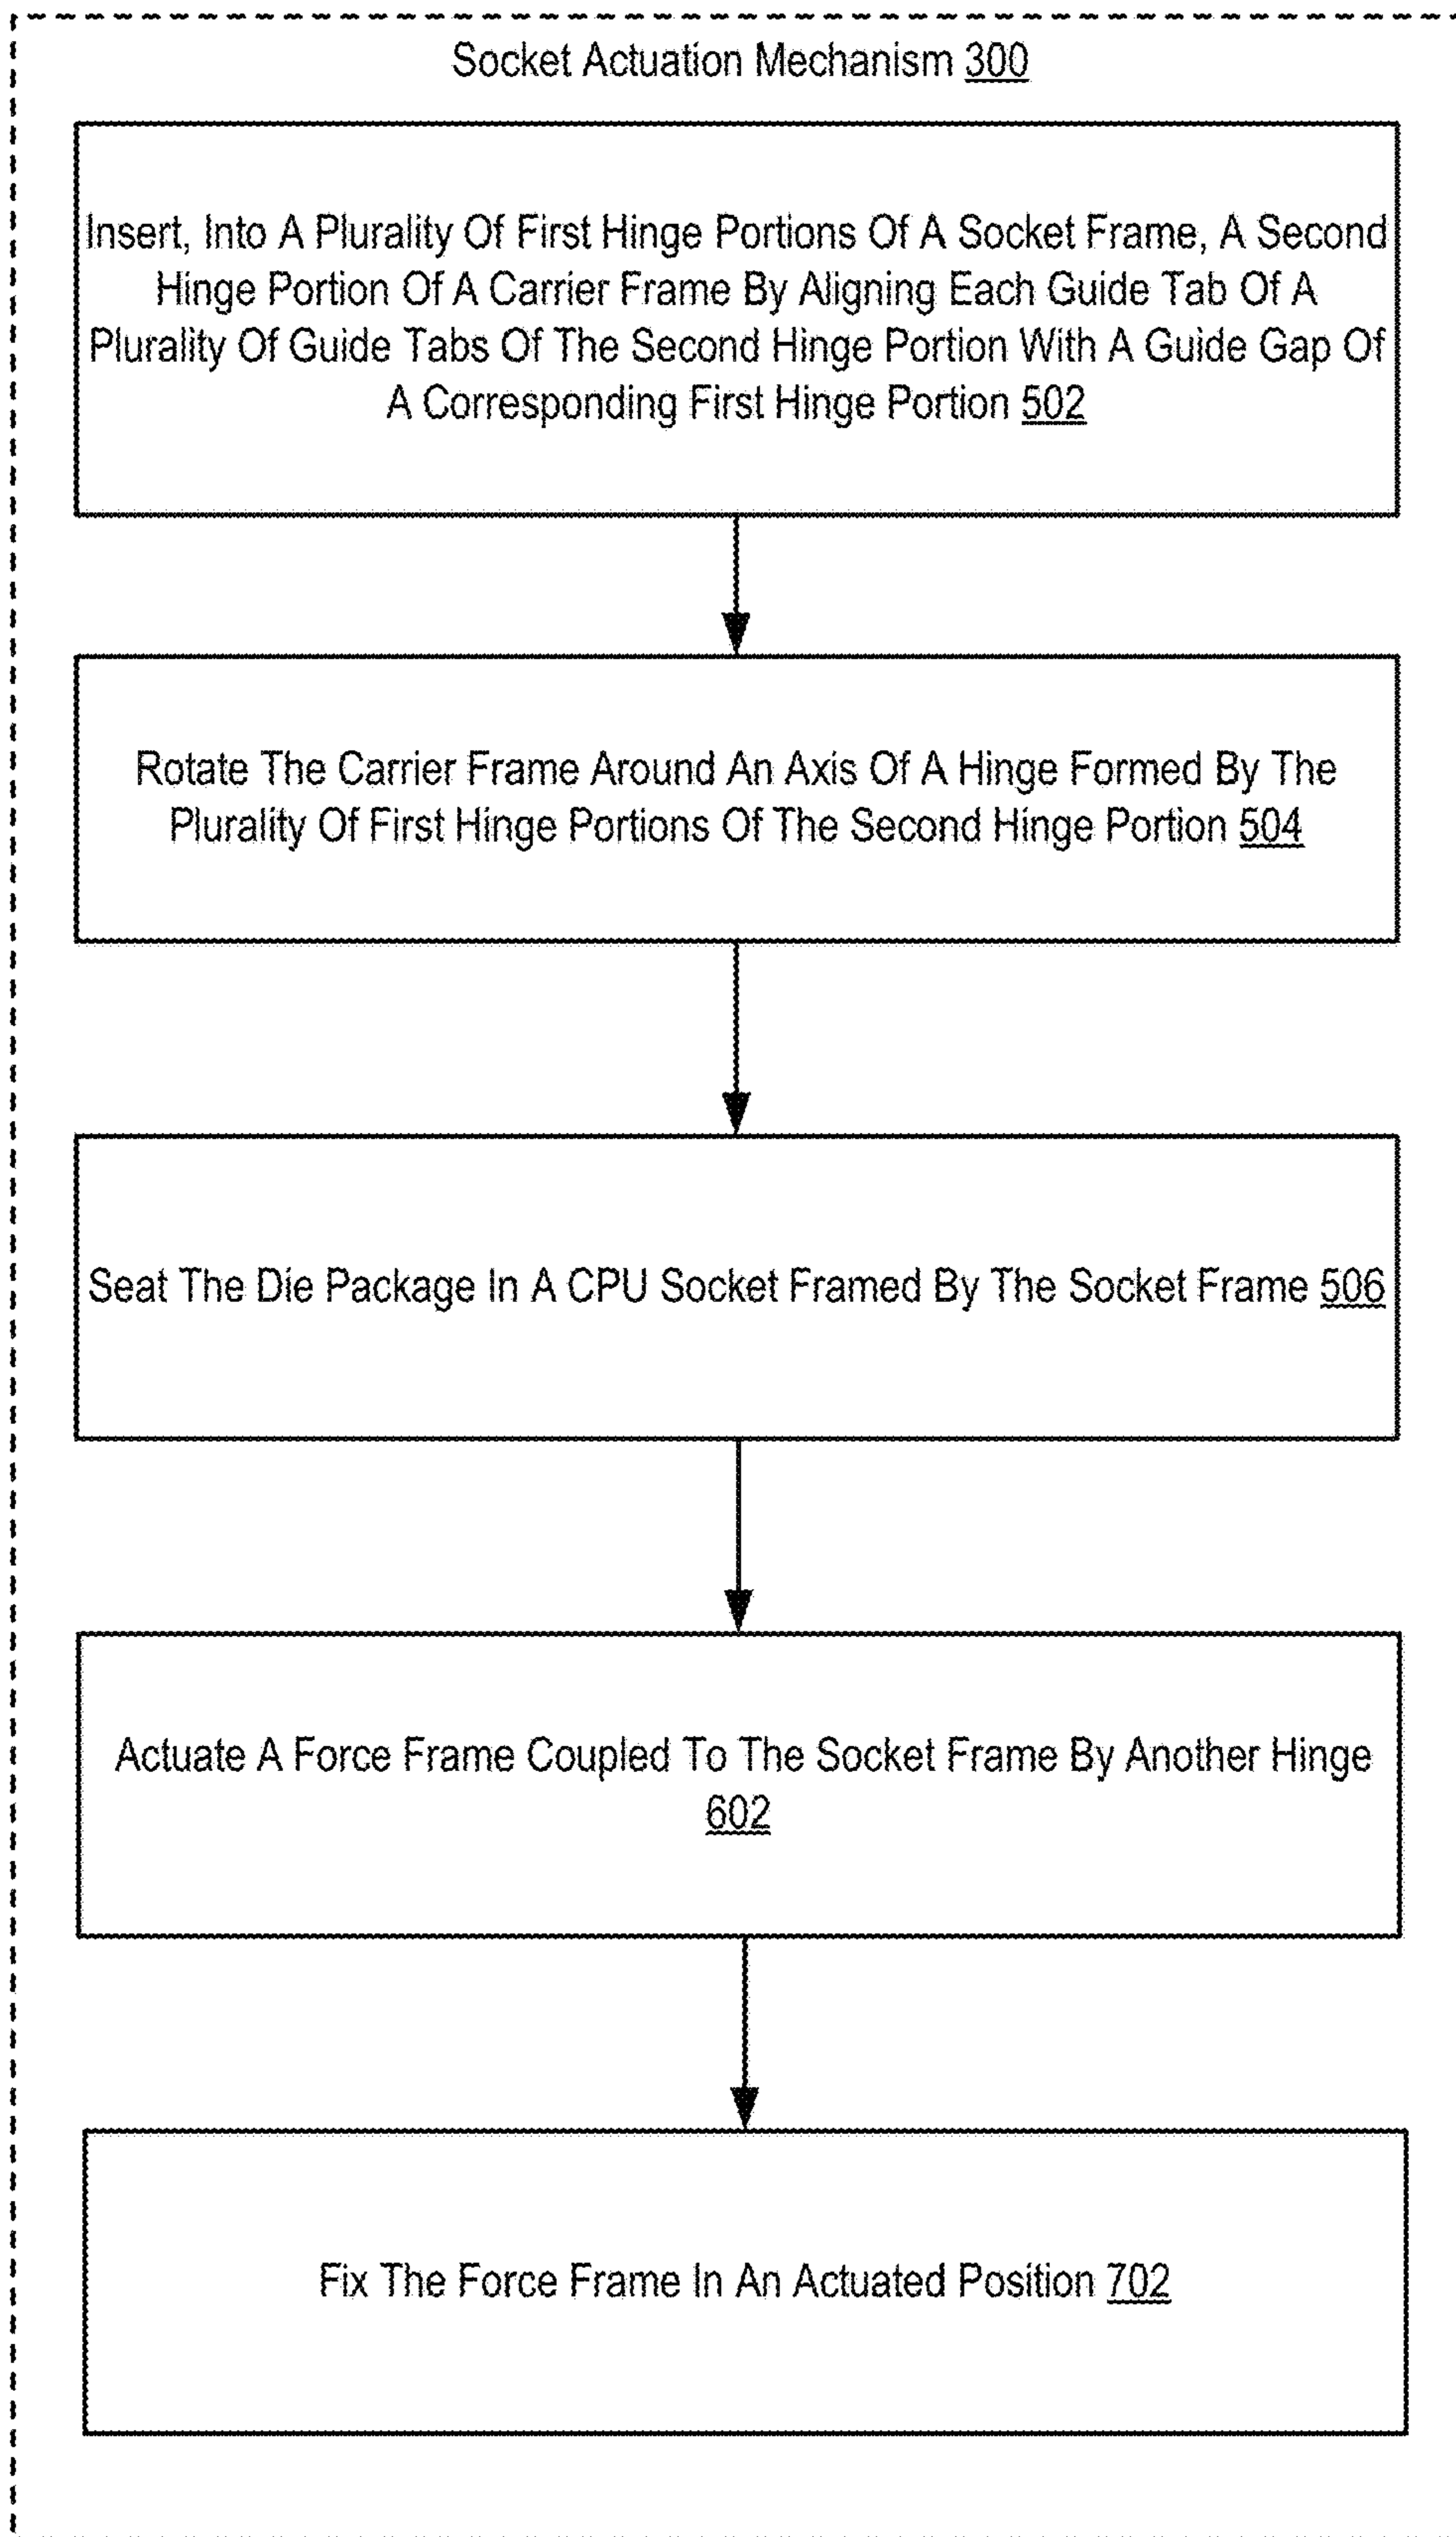 Socket Actuation Mechanism 300
Insert, Into A Plurality Of First Hinge Portions Of A Socket Frame, A Second
Hinge Portion Of A Carrier Frame By Aligning Each Guide Tab Of A
Plurality Of Guide Tabs Of The Second Hinge Portion With A Guide Gap Of
A Corresponding First Hinge Portion 502
Rotate The Carrier Frame Around An Axis Of A Hinge Formed By The
Plurality Of First Hinge Portions Of The Second Hinge Portion 504
Seat The Die Package In A CPU Socket Framed By The Socket Frame 506
Actuate A Force Frame Coupled To The Socket Frame By Another Hinge
602
Fix The Force Frame In An Actuated Position 702